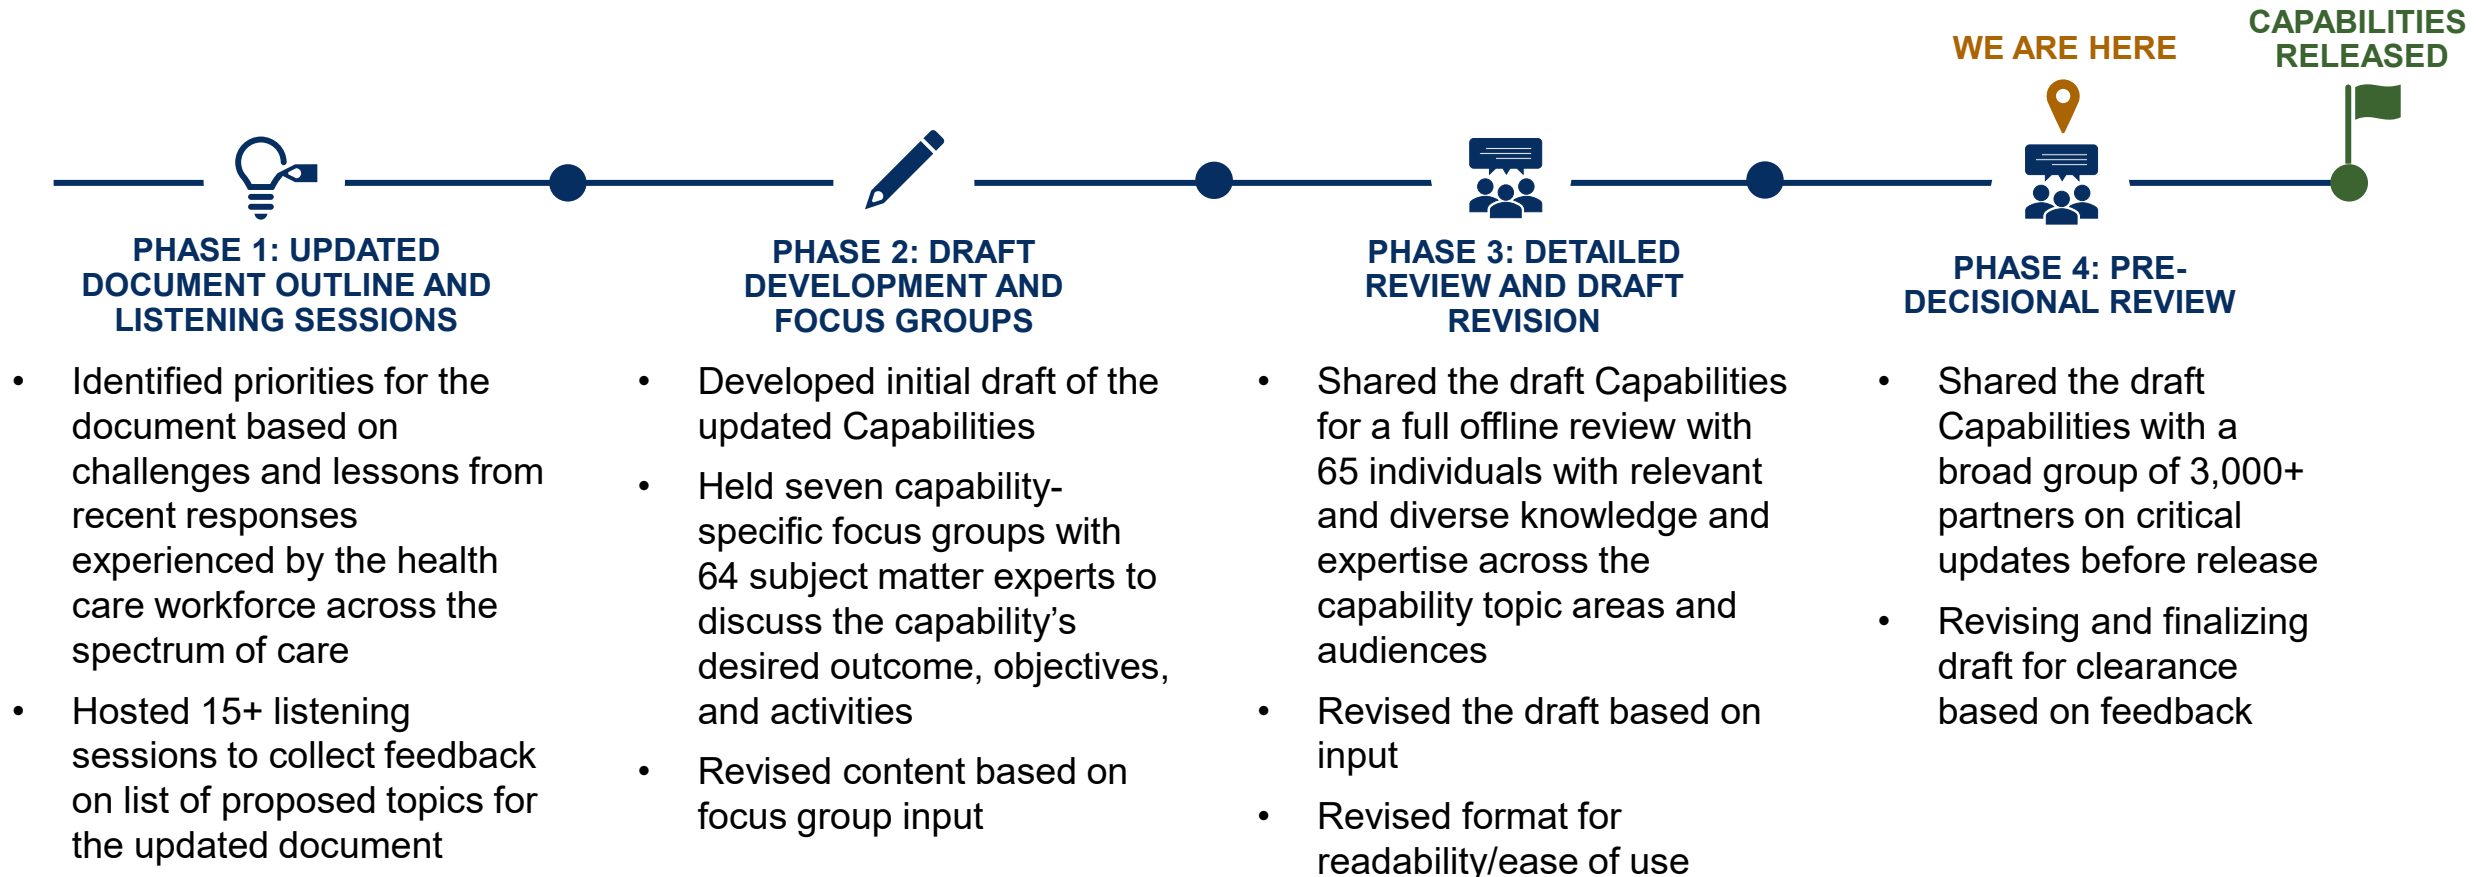 WE ARE HERE
CAPABILITIES
RELEASED
PHASE 1: UPDATED
DOCUMENT OUTLINE AND
LISTENING SESSIONS
• Identified priorities for the
document based on
challenges and lessons from
recent responses
experienced by the health
care workforce across the
spectrum of care
• Hosted 15+ listening
sessions to collect feedback
on list of proposed topics for
the updated document
PHASE 2: DRAFT
DEVELOPMENT AND
FOCUS GROUPS
• Developed initial draft of the
updated Capabilities
• Held seven capability-
specific focus groups with
64 subject matter experts to
discuss the capability’s
desired outcome, objectives,
and activities
• Revised content based on
focus group input
PHASE 3: DETAILED
REVIEW AND DRAFT
REVISION
• Shared the draft Capabilities
for a full offline review with
65 individuals with relevant
and diverse knowledge and
expertise across the
capability topic areas and
audiences
• Revised the draft based on
input
• Revised format for
readability/ease of use
PHASE 4: PRE-
DECISIONAL REVIEW
• Shared the draft
Capabilities with a
broad group of 3,000+
partners on critical
updates before release
• Revising and finalizing
draft for clearance
based on feedback